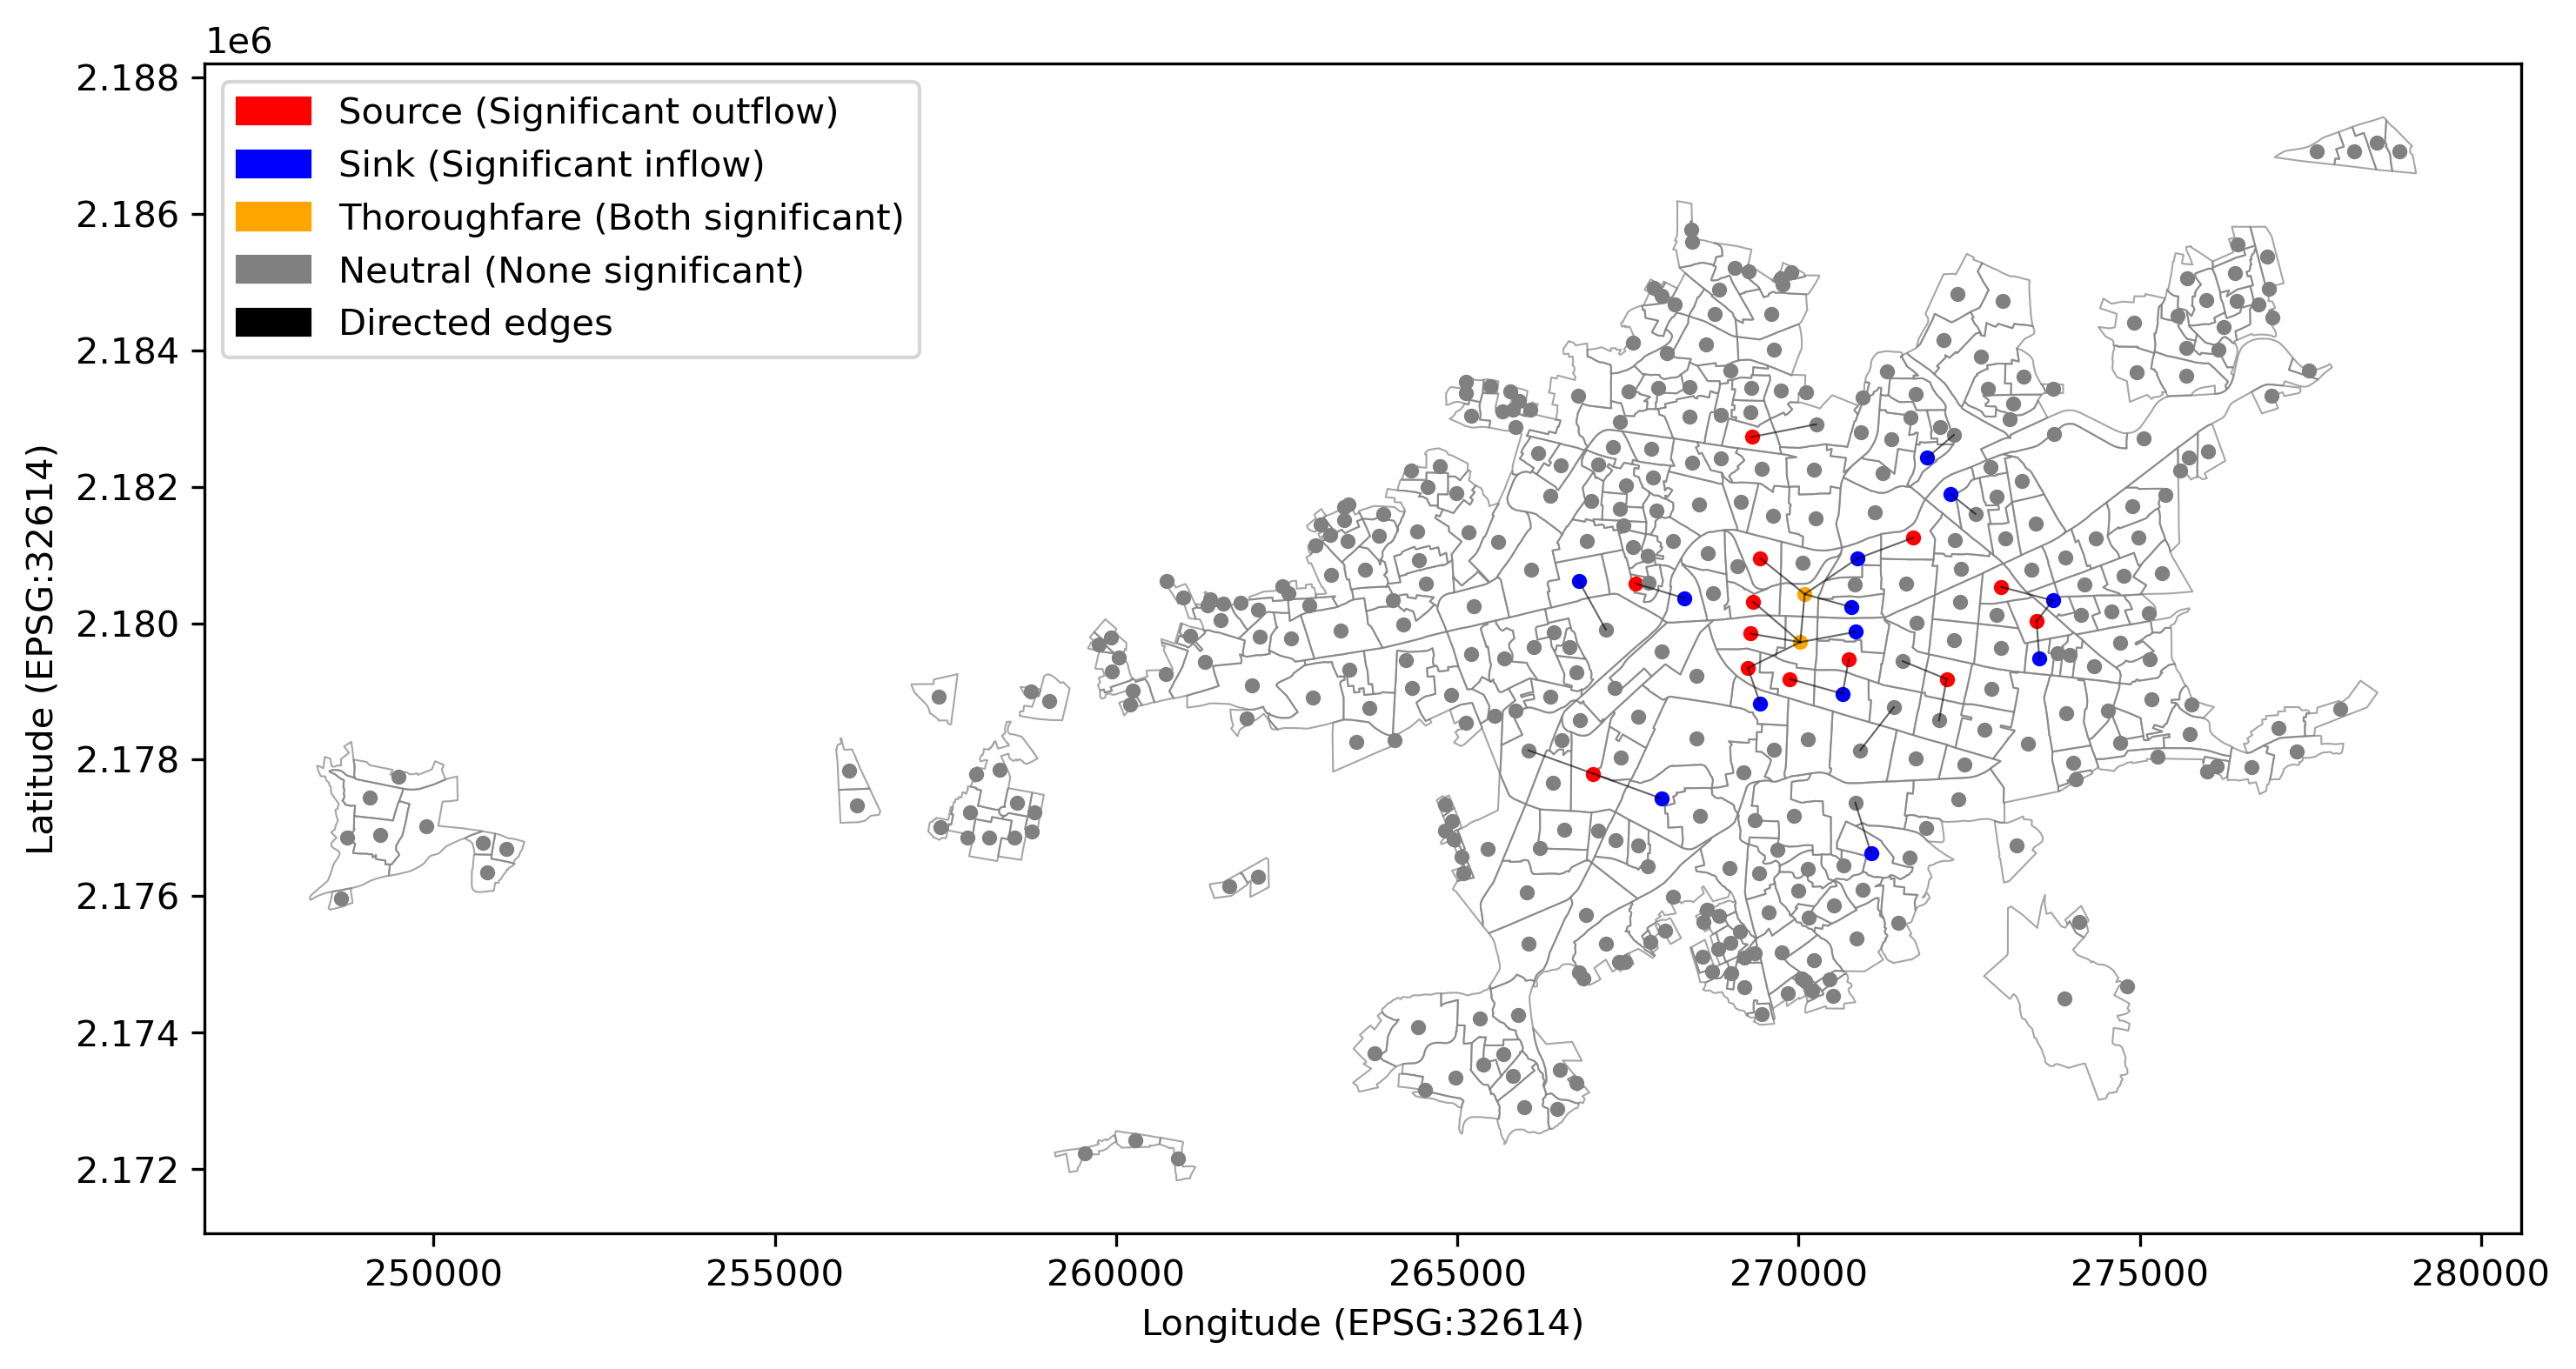 1e6
2.188
2.186
2.184
2.182
2.180
2.178
2.176
2.174
2.172
Latitude (EPSG:32614)
Source (Significant outflow)
Sink (Significant inflow)
Thoroughfare (Both significant)
Neutral (None significant)
Directed edges
250000
255000
260000
265000
270000
275000
280000
Longitude (EPSG:32614)